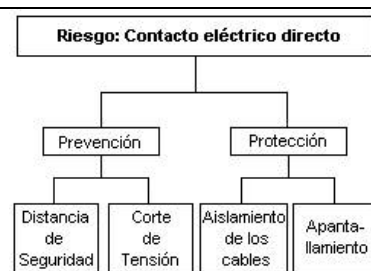 Riesgo: Contacto eléctrico directo
Prevención
Protección
Distancia
de
Seguridad
Corte
de
Tensión
Aislamiento
de los
cables
Apanta-
llamiento